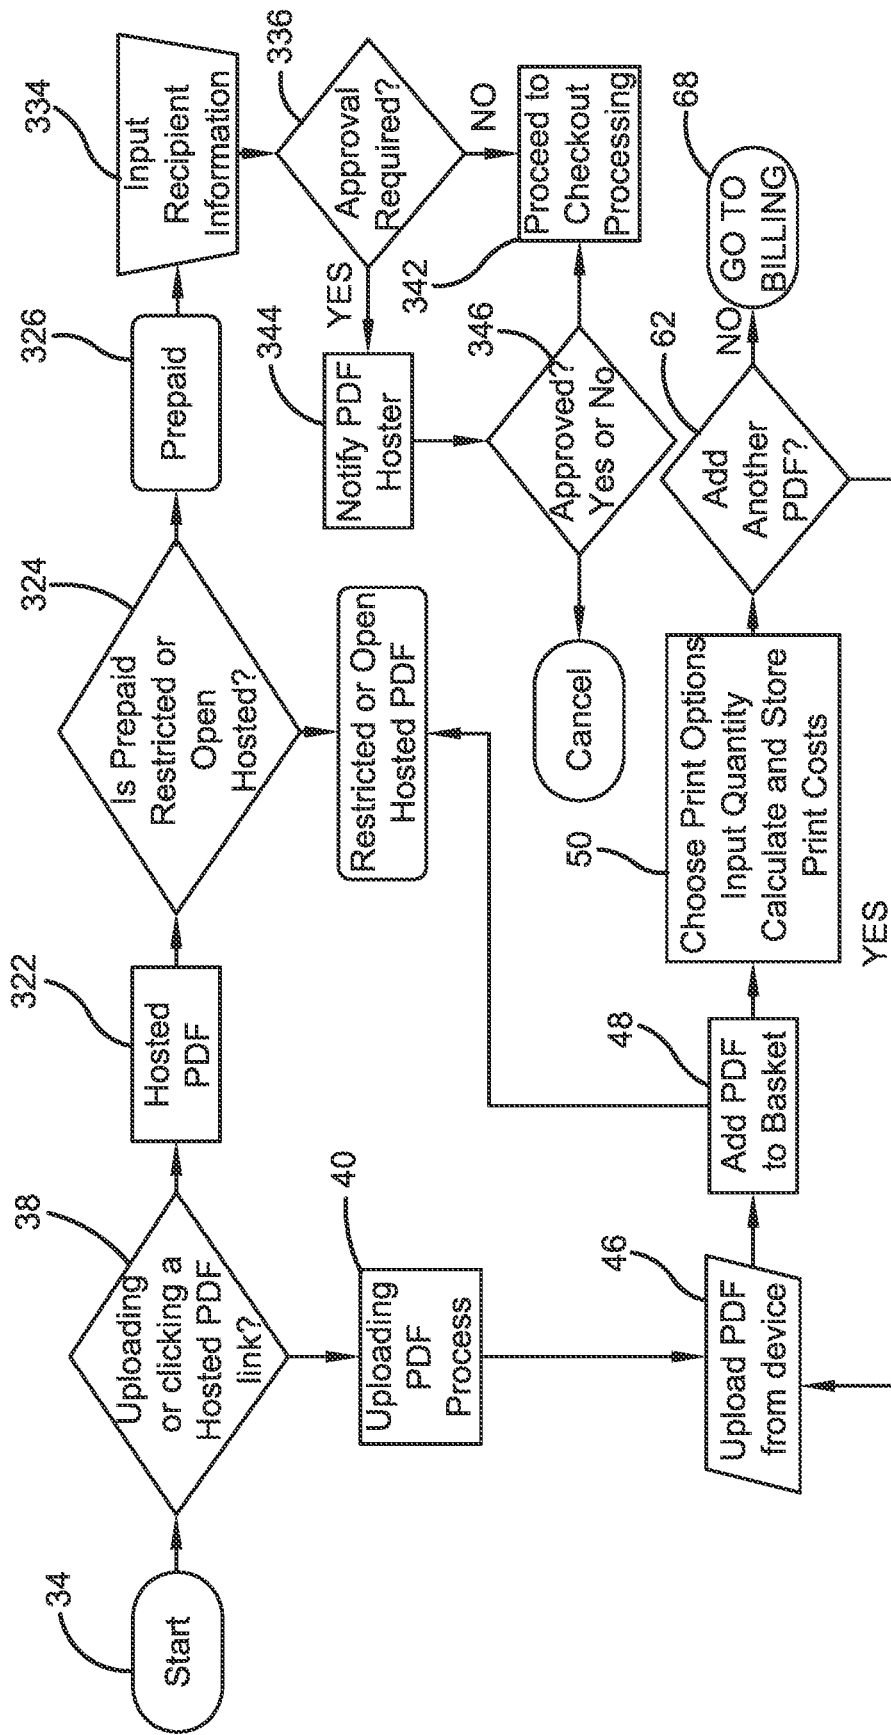 34
Start
38
Uploading
or clicking a
Hosted PDF
link?
322
Hosted
PDF
324
Is Prepaid
Restricted or
Open
Hosted?
326
Prepaid
334
Input
Recipient
Information
336
Approval
Required?
YES
NO
344
Notify PDF
Hoster
342
Proceed to
Checkout
Processing
346
Approved?
Yes or No
Cancel
Restricted or Open
Hosted PDF
40
Uploading
PDF
Process
46
Upload PDF
from device
48
Add PDF
to Basket
50
Choose Print Options
Input Quantity
Calculate and Store
Print Costs
62
Add
Another
PDF?
NO
68
GO TO
BILLING
YES